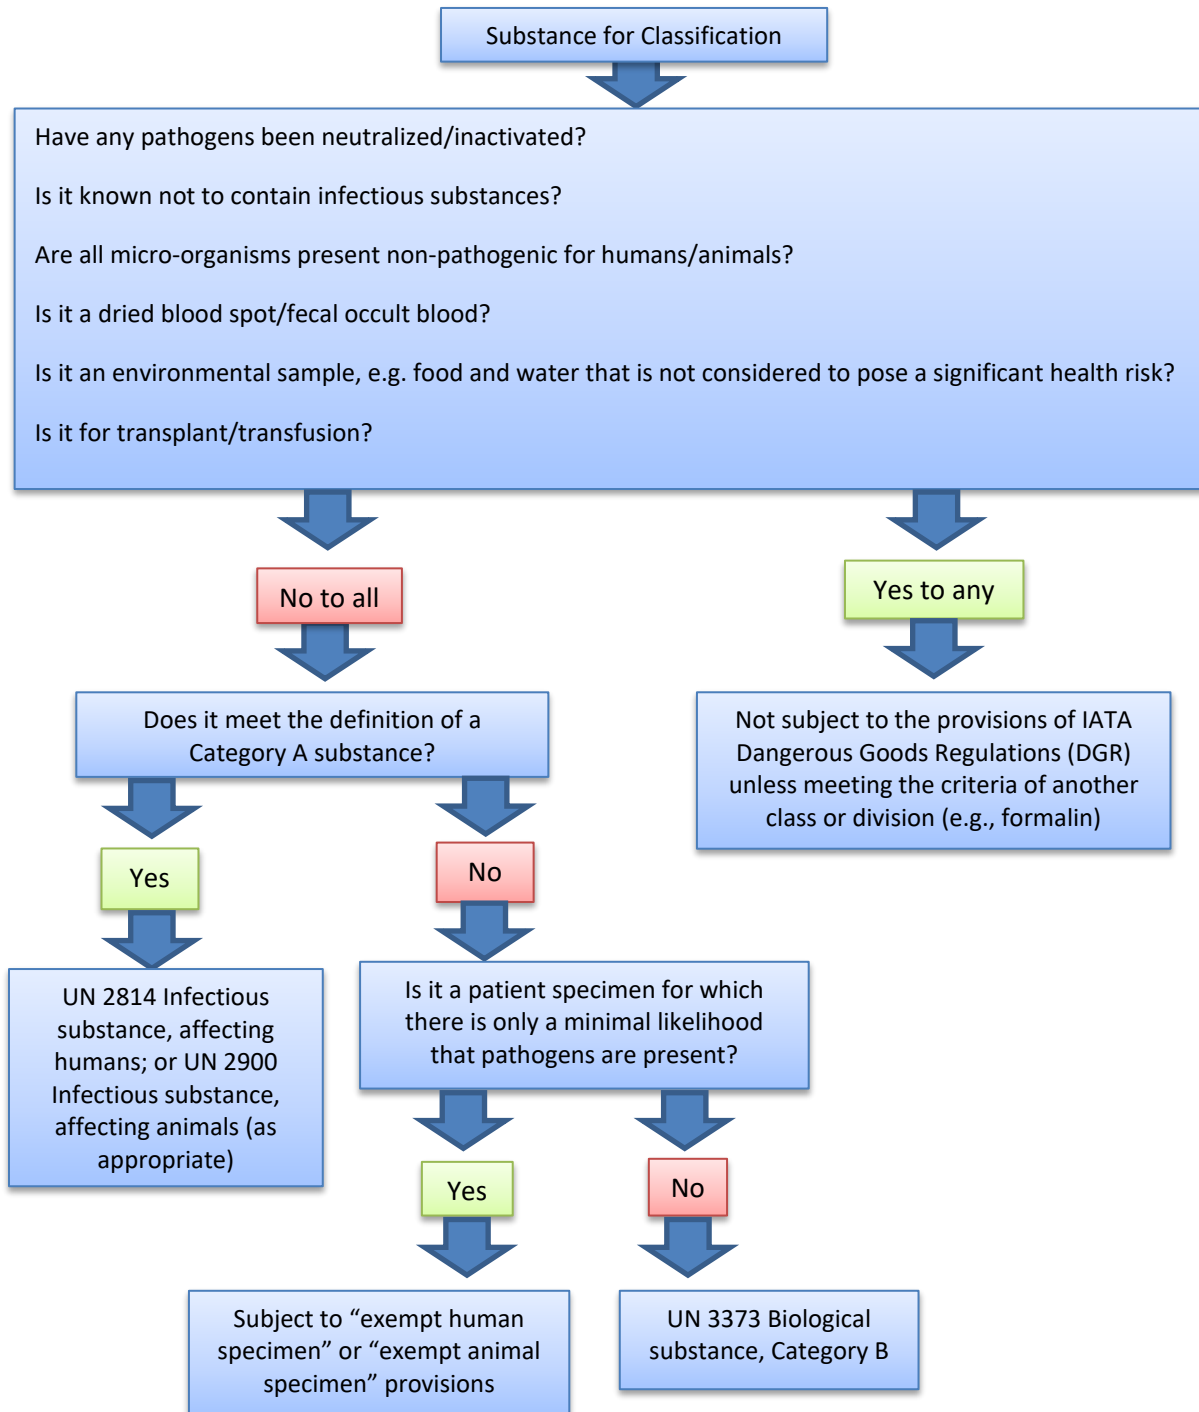 Substance for Classification
Have any pathogens been neutralized/inactivated?
Is it known not to contain infectious substances?
Are all micro-organisms present non-pathogenic for humans/animals?
Is it a dried blood spot/fecal occult blood?
Is it an environmental sample, e.g. food and water that is not considered to pose a significant health risk?
Is it for transplant/transfusion?
No to all
Yes to any
Does it meet the definition of a
Category A substance?
Not subject to the provisions of IATA
Dangerous Goods Regulations (DGR)
unless meeting the criteria of another
class or division (e.g., formalin)
Yes
No
UN 2814 Infectious
substance, affecting
humans; or UN 2900
Infectious substance,
affecting animals (as
appropriate)
Is it a patient specimen for which
there is only a minimal likelihood
that pathogens are present?
Yes
No
Subject to “exempt human
specimen” or “exempt animal
specimen” provisions
UN 3373 Biological
substance, Category B